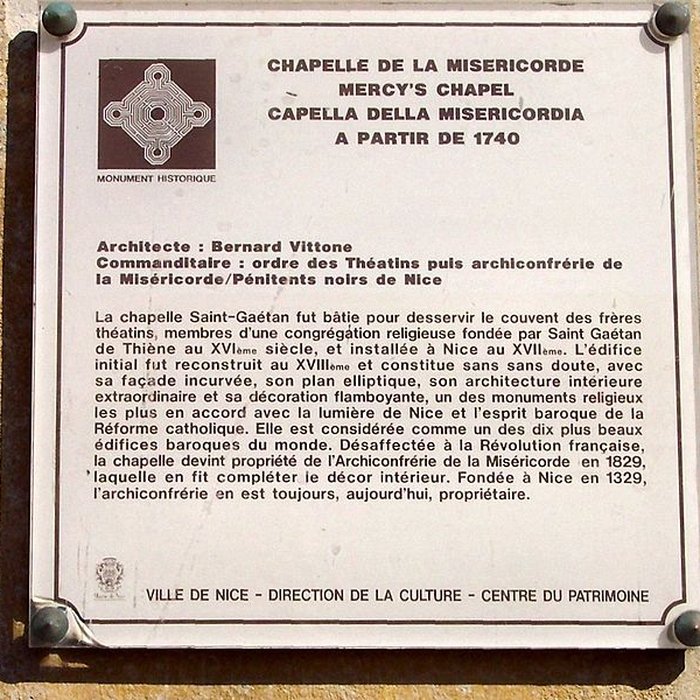 CHAPELLE DE LA MISERICORDE
MERCY'S CHAPEL
CAPELLA DELLA MISERICORDIA
A PARTIR DE 1740
MONUMENT HISTORIQUE
Architecte : Bernard Vittone
Commanditaire : ordre des Théatins puis archiconfrérie de
la Miséricorde/Pénitents noirs de Nice
La chapelle Saint-Gaétan fut bâtie pour desservir le couvent des frères
théatins, membres d'une congrégation religieuse fondée par Saint Gaétan
de Thiène au XVIème siècle, et installée à Nice au XVIIème. L'édifice
initial fut reconstruit au XVIIIème et constitue sans sans doute, avec
sa façade incurvée, son plan elliptique, son architecture intérieure
extraordinaire et sa décoration flamboyante, un des monuments religieux
les plus en accord avec la lumière de Nice et l'esprit baroque de la
Réforme catholique. Elle est considérée comme un des dix plus beaux
édifices baroques du monde. Désaffectée à la Révolution française,
la chapelle devint propriété de l'Archiconfrérie de la Miséricorde en 1829,
laquelle en fit compléter le décor intérieur. Fondée à Nice en 1329,
l'archiconfrérie en est toujours, aujourd'hui, propriétaire.
VILLE DE NICE - DIRECTION DE LA CULTURE - CENTRE DU PATRIMOINE